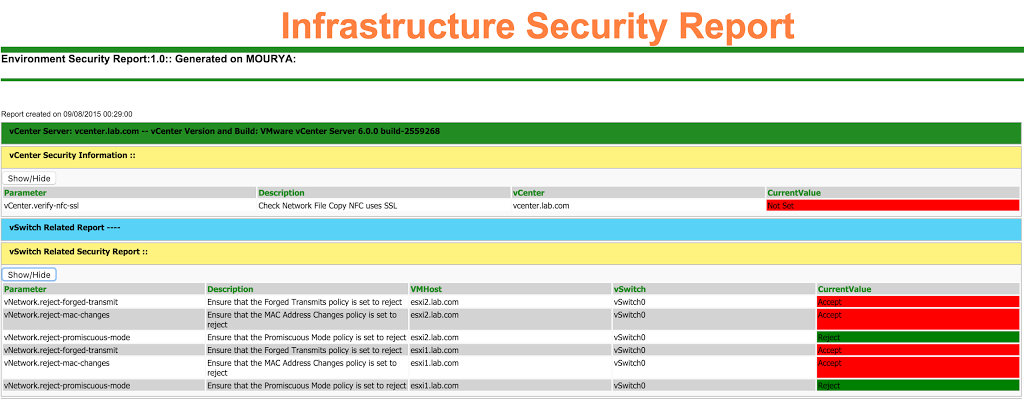 Infrastructure Security Report
Environment Security Report:1.0:: Generated on MOURYA:
Report created on 09/08/2015 00:29:00
vCenter Server: vcenter.lab.com -- vCenter Version and Build: VMware vCenter Server 6.0.0 build-2559268
vCenter Security Information ::
Show/Hide
Parameter Description vCenter CurrentValue
vCenter.verify-nfc-ssl Check Network File Copy NFC uses SSL vcenter.lab.com Not Set
vSwitch Related Report ----
vSwitch Related Security Report ::
Show/Hide
Parameter Description VMHost vSwitch CurrentValue
vNetwork.reject-forged-transmit Ensure that the Forged Transmits policy is set to reject esxi2.lab.com vSwitch0 Accept
vNetwork.reject-mac-changes Ensure that the MAC Address Changes policy is set to esxi2.lab.com vSwitch0 Accept
reject
vNetwork.reject-promiscuous-mode Ensure that the Promiscuous Mode policy is set to reject esxi2.lab.com vSwitch0 Reject
vNetwork.reject-forged-transmit Ensure that the Forged Transmits policy is set to reject esxi1.lab.com vSwitch0 Accept
vNetwork.reject-mac-changes Ensure that the MAC Address Changes policy is set to esxi1.lab.com vSwitch0 Accept
reject
vNetwork.reject-promiscuous-mode Ensure that the Promiscuous Mode policy is set to reject esxi1.lab.com vSwitch0 Reject